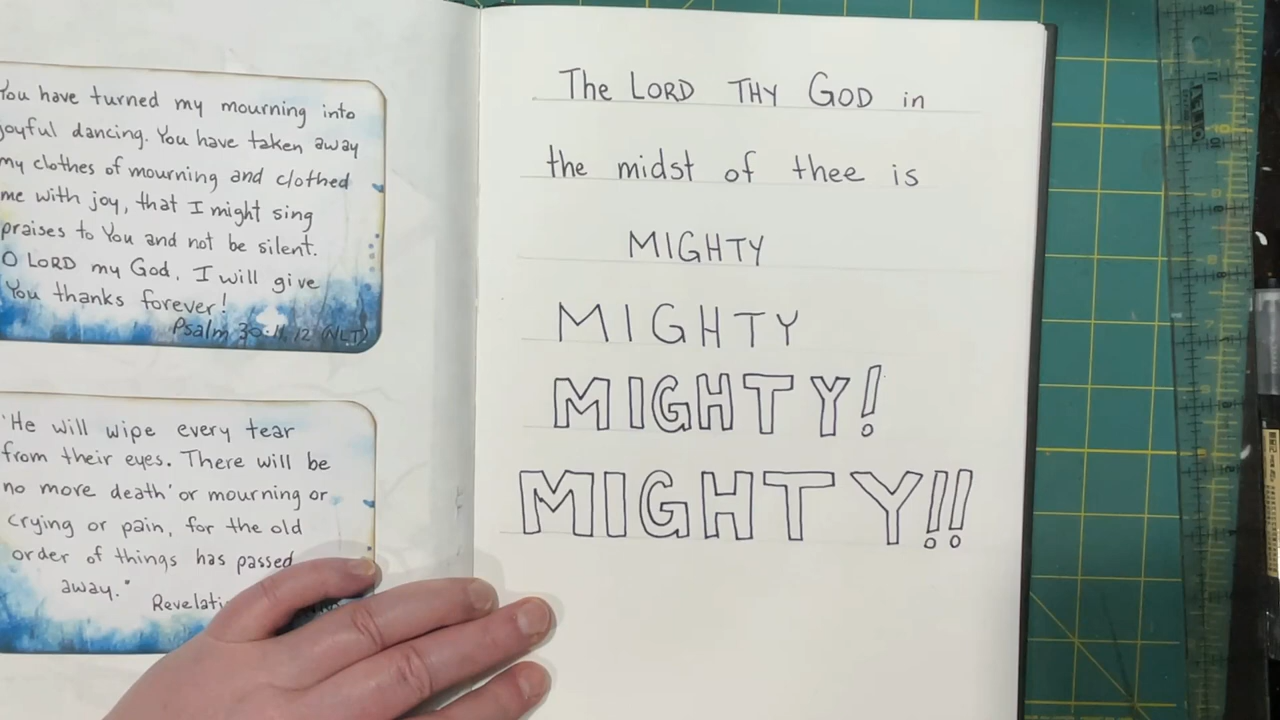 You have turned my mourning into
joyful dancing. You have taken away
my clothes of mourning and clothed
me with joy, that I might sing
praises to You and not be silent.
O LORD my God, I will give
You thanks forever!
Psalm 30:11, 12 (NLT)
"He will wipe every tear
from their eyes. There will be
no more death' or mourning or
crying or pain, for the old
order of things has passed
away."
The LORD THY GOD in
the midst of thee is
MIGHTY
MIGHTY
MIGHTY!
MIGHTY!!